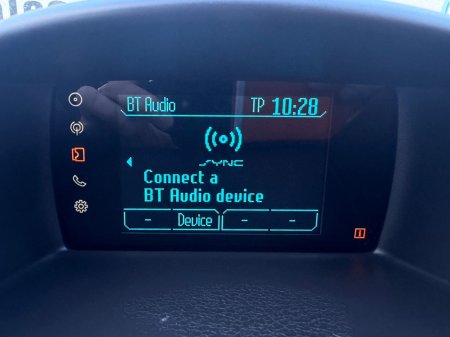 BT Audio TP 10:28
SYNC
Connect a
BT Audio device
- Device - -